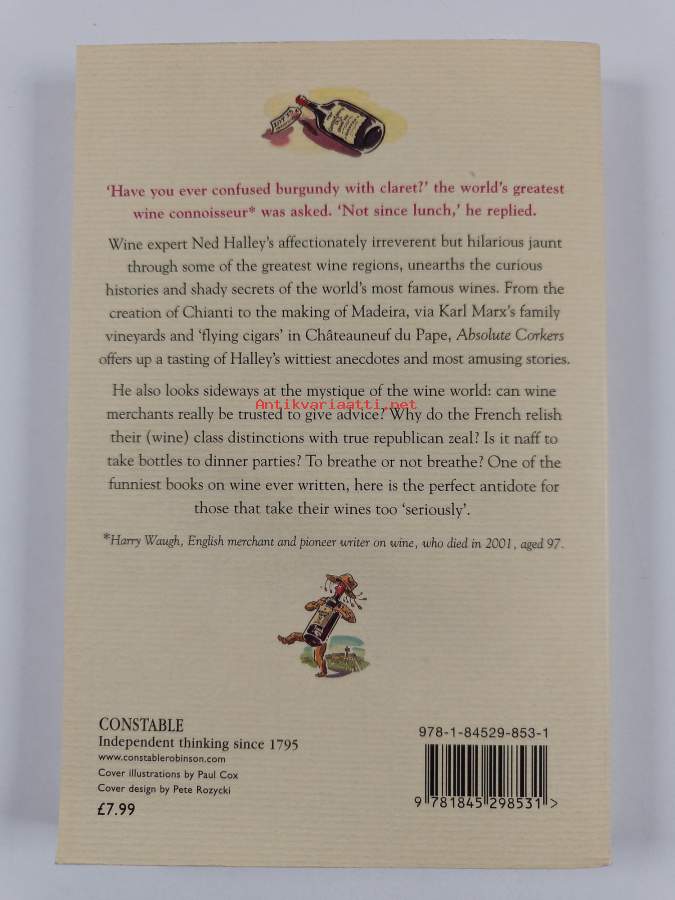 'Have you ever confused burgundy with claret?' the world's greatest
wine connoisseur* was asked. 'Not since lunch,' he replied.
Wine expert Ned Halley's affectionately irreverent but hilarious jaunt
through some of the greatest wine regions, unearths the curious
histories and shady secrets of the world's most famous wines. From the
creation of Chianti to the making of Madeira, via Karl Marx's family
vineyards and 'flying cigars' in Châteauneuf du Pape, Absolute Corkers
offers up a tasting of Halley's wittiest anecdotes and most amusing stories.
He also looks sideways at the mystique of the wine world: can wine
Antikvariaatti.net
merchants really be trusted to give advice? Why do the French relish
their (wine) class distinctions with true republican zeal? Is it naff to
take bottles to dinner parties? To breathe or not breathe? One of the
funniest books on wine ever written, here is the perfect antidote for
those that take their wines too 'seriously'.
*Harry Waugh, English merchant and pioneer writer on wine, who died in 2001, aged 97.
CONSTABLE
Independent thinking since 1795
www.constablerobinson.com
Cover illustrations by Paul Cox
Cover design by Pete Rozycki
£7.99
978-1-84529-853-1
9 781845 298531 >